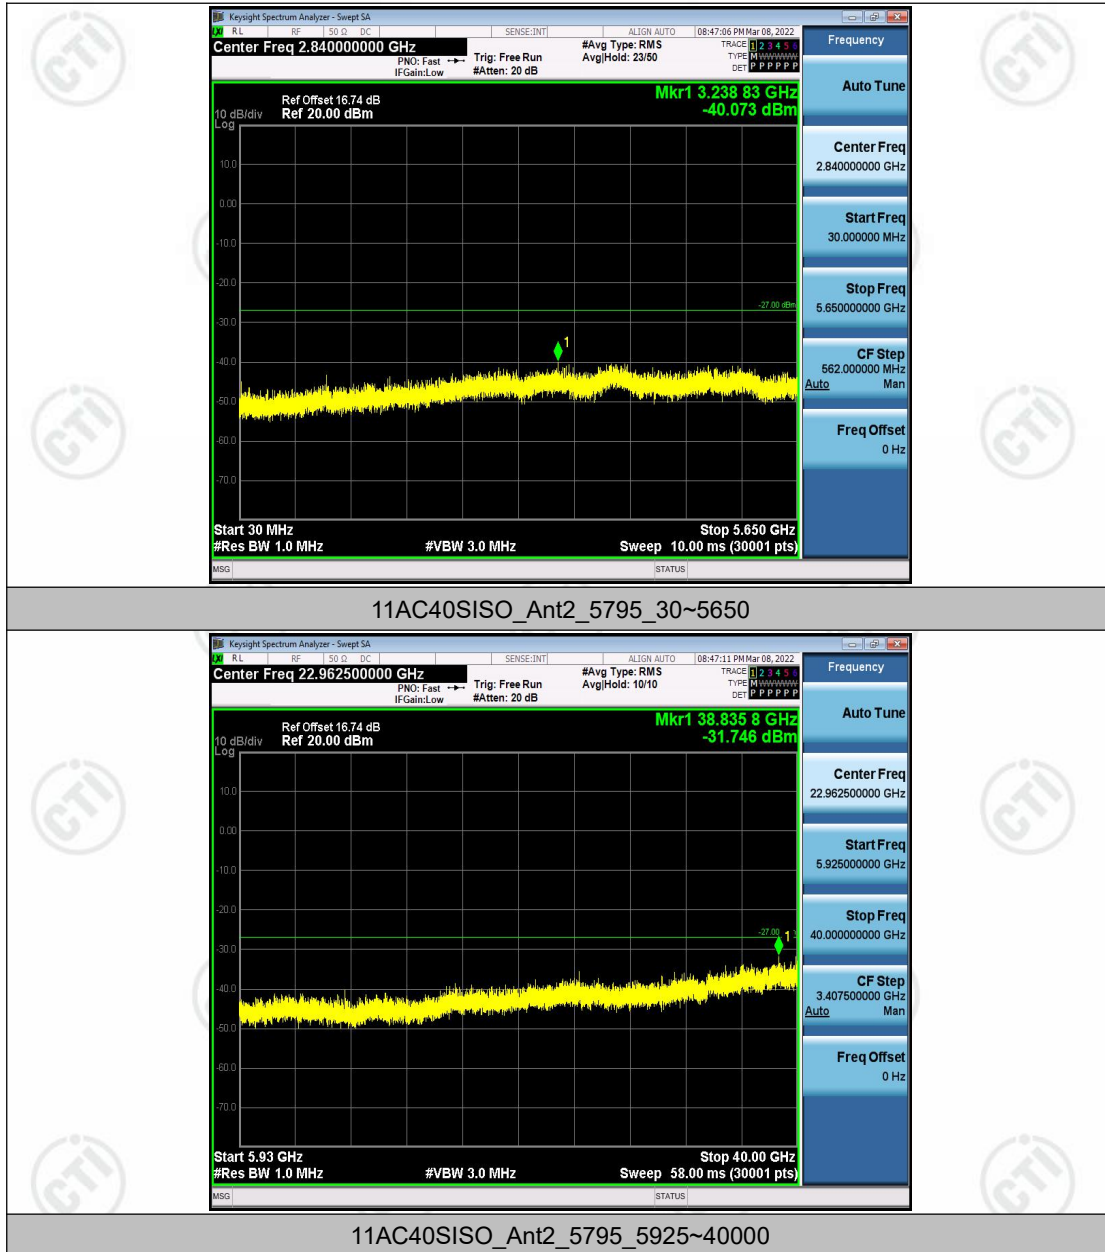 Keysight Spectrum Analyzer - Swept SA
RL RF 50 Ω DC SENSE:INT ALIGN AUTO 08:47:06 PM Mar 08, 2022
Center Freq 2.840000000 GHz
PNO: Fast
IFGain:Low
Trig: Free Run
#Atten: 20 dB
#Avg Type: RMS
Avg|Hold: 23/50
TRACE 1 2 3 4 5 6
TYPE M WWWWW
DET P P P P P P
Frequency
Mkr1 3.238 83 GHz
-40.073 dBm
Ref Offset 16.74 dB
10 dB/div Ref 20.00 dBm
Log
10.0
0.00
-10.0
-20.0
-27.00 dBm
-30.0
1
-40.0
-50.0
-60.0
-70.0
Start 30 MHz Stop 5.650 GHz
#Res BW 1.0 MHz #VBW 3.0 MHz Sweep 10.00 ms (30001 pts)
MSG STATUS
Auto Tune
Center Freq
2.840000000 GHz
Start Freq
30.000000 MHz
Stop Freq
5.650000000 GHz
CF Step
562.000000 MHz
Auto Man
Freq Offset
0 Hz
11AC40SISO_Ant2_5795_30~5650
Keysight Spectrum Analyzer - Swept SA
RL RF 50 Ω DC SENSE:INT ALIGN AUTO 08:47:11 PM Mar 08, 2022
Center Freq 22.962500000 GHz
PNO: Fast
IFGain:Low
Trig: Free Run
#Atten: 20 dB
#Avg Type: RMS
Avg|Hold: 10/10
TRACE 1 2 3 4 5 6
TYPE M WWWWW
DET P P P P P P
Frequency
Mkr1 38.835 8 GHz
-31.746 dBm
Ref Offset 16.74 dB
10 dB/div Ref 20.00 dBm
Log
10.0
0.00
-10.0
-20.0
-27.00
1
-30.0
-40.0
-50.0
-60.0
-70.0
Start 5.93 GHz Stop 40.00 GHz
#Res BW 1.0 MHz #VBW 3.0 MHz Sweep 58.00 ms (30001 pts)
MSG STATUS
Auto Tune
Center Freq
22.962500000 GHz
Start Freq
5.925000000 GHz
Stop Freq
40.000000000 GHz
CF Step
3.407500000 GHz
Auto Man
Freq Offset
0 Hz
11AC40SISO_Ant2_5795_5925~40000
CTI
CTI
CTI
CTI
CTI
CTI
CTI
CTI